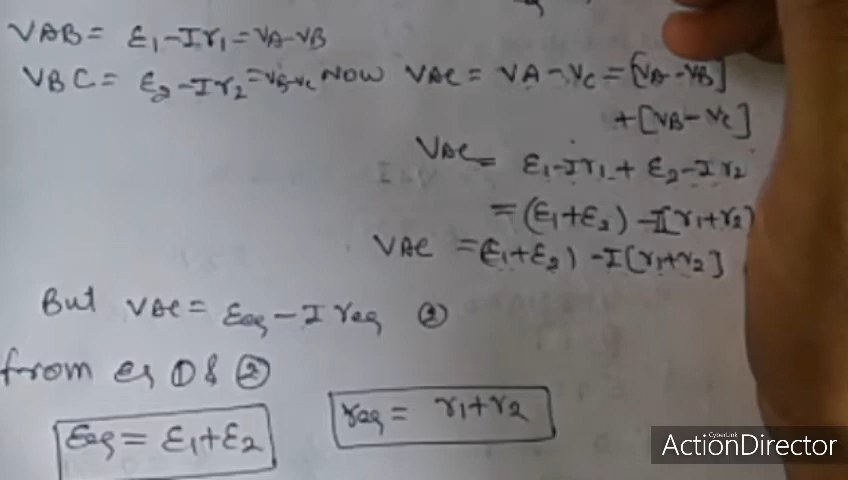 VAB = ε1-Ir1 = VA-VB
VBC = ε2-Ir2 = VB-VC NOW VAC = VA-VC = [VA-VB]
+[VB-VC]
VAC = ε1-Ir1 + ε2-Ir2
= (ε1+ε2) -I[r1+r2]
VAC = (ε1+ε2) -I[r1+r2]
But VAC = εeq - I req ②
from eq ① & ②
εeq = ε1+ε2 req = r1+r2
CyberLink
ActionDirector